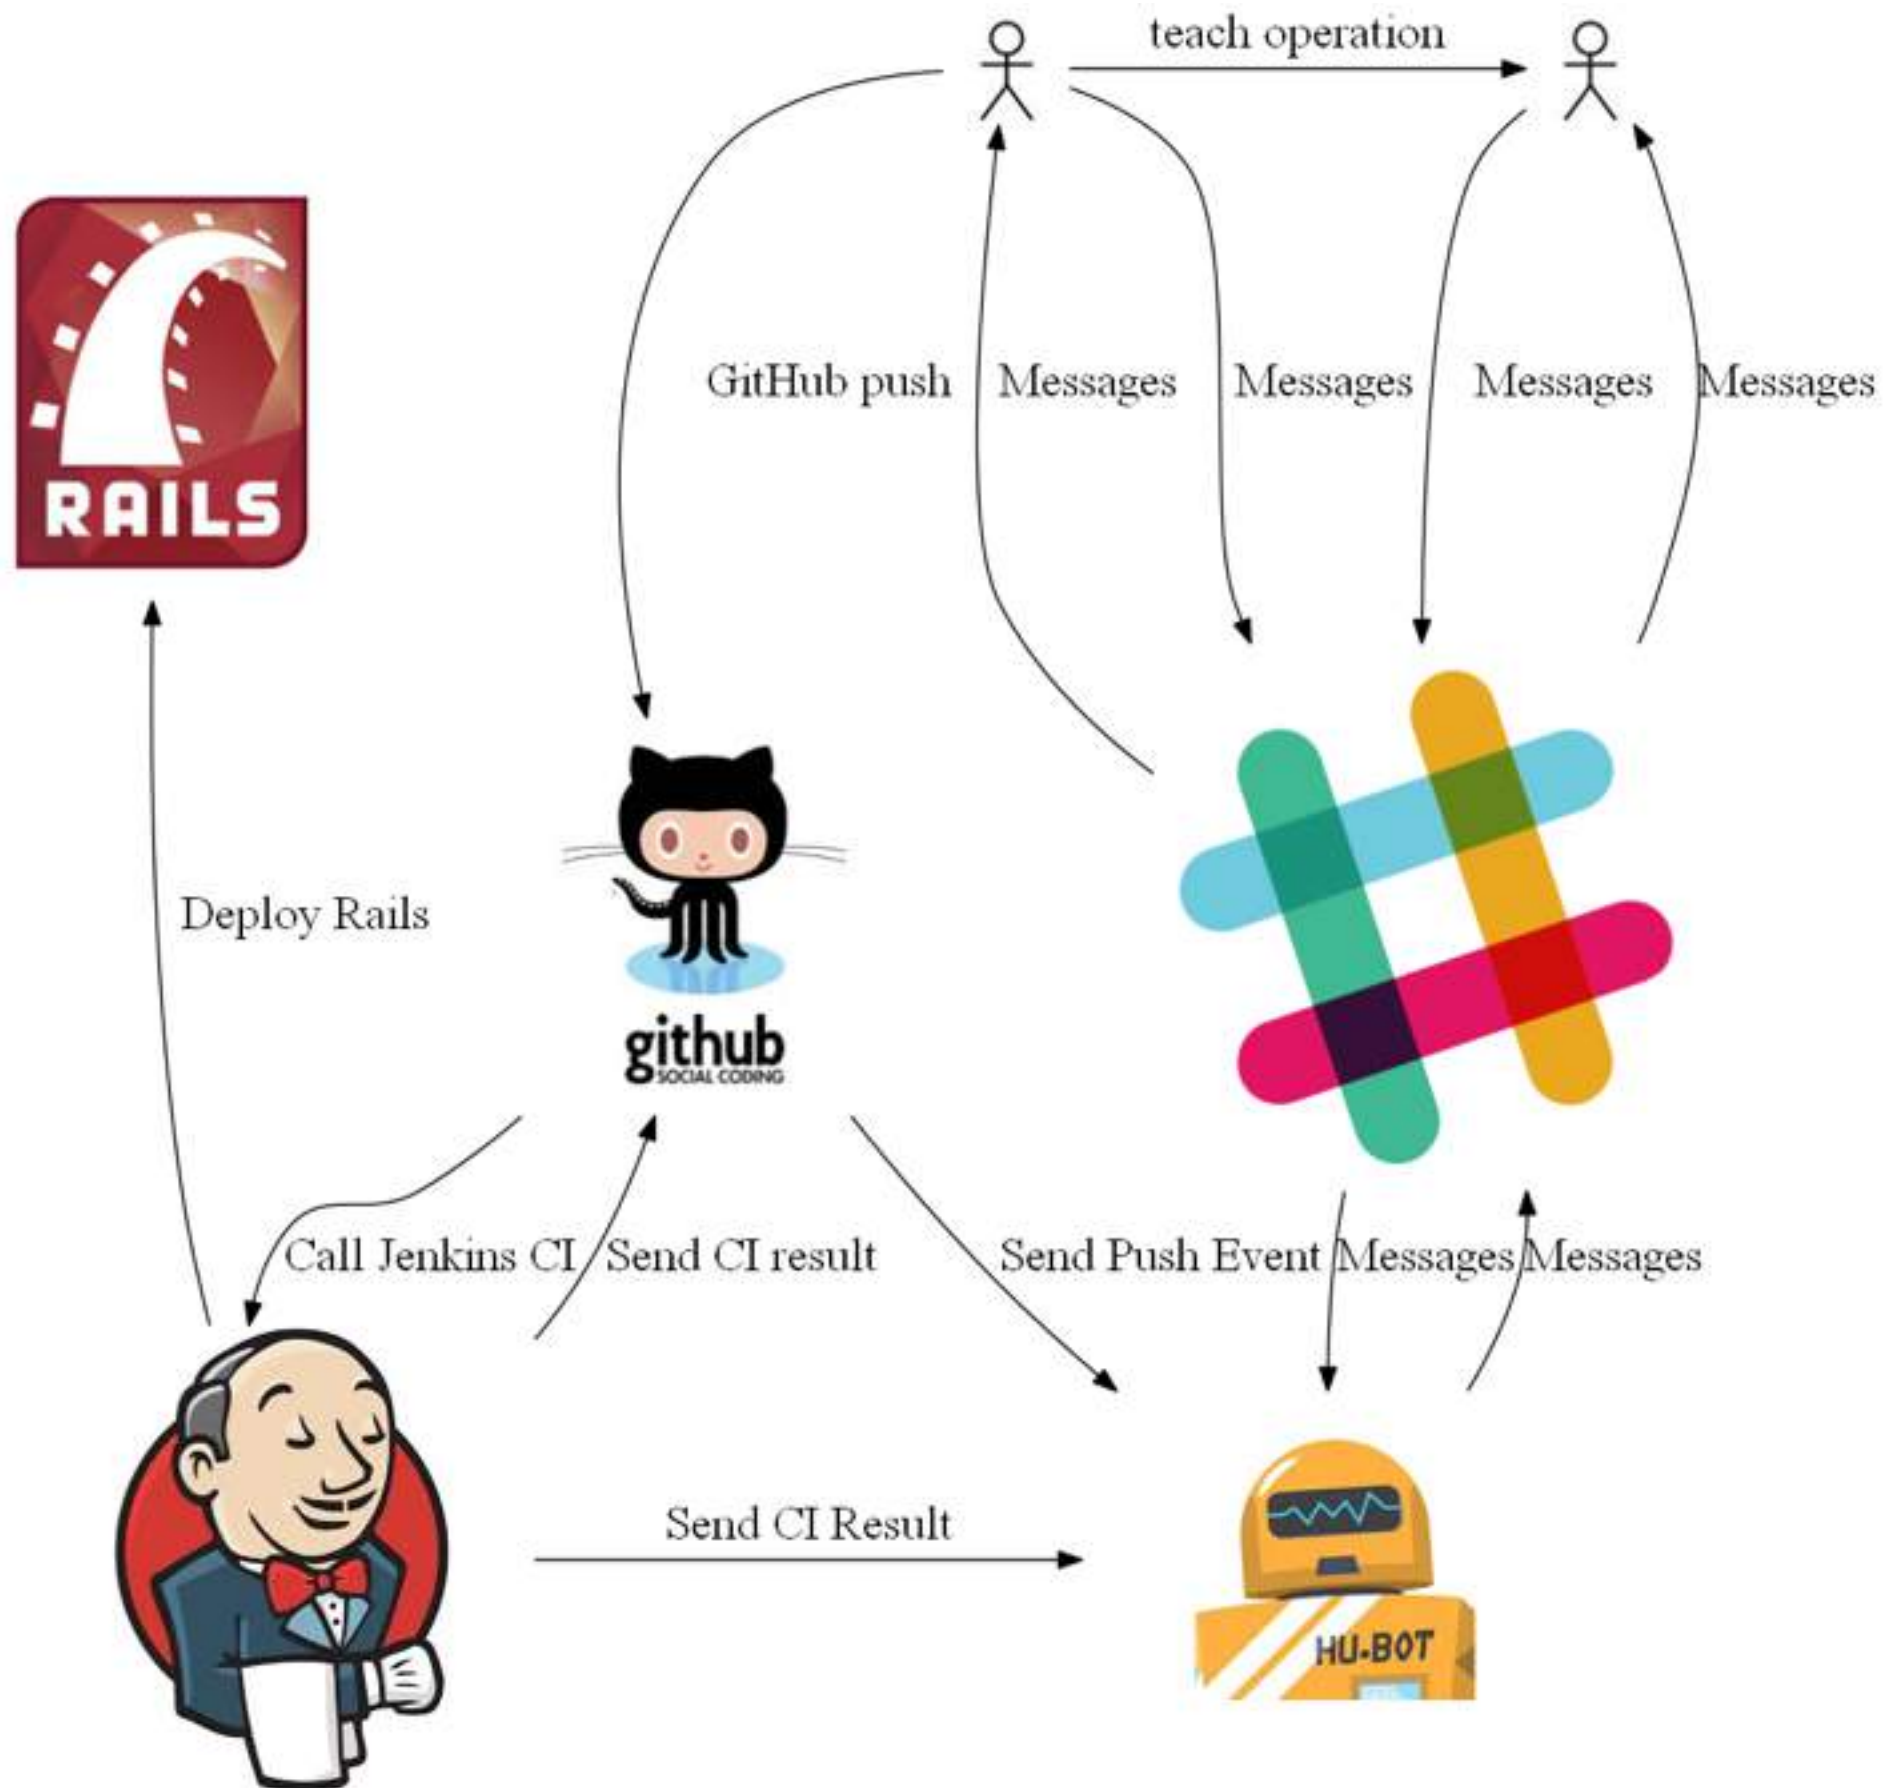 teach operation
GitHub push
Messages
Messages
Messages
Messages
RAILS
Deploy Rails
github
SOCIAL CODING
Call Jenkins CI
Send CI result
Send Push Event
Messages
Messages
Send CI Result
HU-BOT